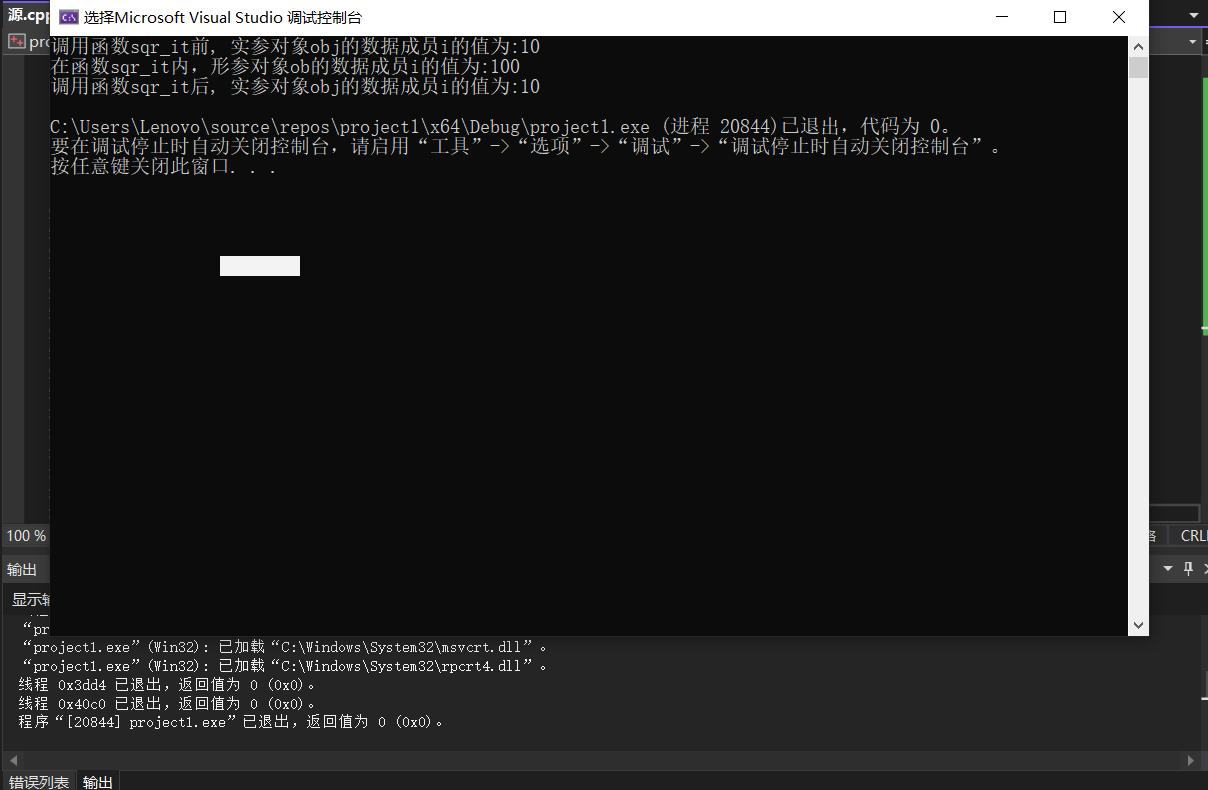 源.cpp
选择Microsoft Visual Studio 调试控制台
调用函数sqr_it前, 实参对象obj的数据成员i的值为:10
在函数sqr_it内，形参对象ob的数据成员i的值为:100
调用函数sqr_it后, 实参对象obj的数据成员i的值为:10
C:\Users\Lenovo\source\repos\project1\x64\Debug\project1.exe (进程 20844)已退出，代码为 0。
要在调试停止时自动关闭控制台，请启用“工具”->“选项”->“调试”->“调试停止时自动关闭控制台”。
按任意键关闭此窗口. . .
100 %
CRL
输出
显示输
“pr
“project1.exe”(Win32): 已加载“C:\Windows\System32\msvcrt.dll”。
“project1.exe”(Win32): 已加载“C:\Windows\System32\rpcrt4.dll”。
线程 0x3dd4 已退出，返回值为 0 (0x0)。
线程 0x40c0 已退出，返回值为 0 (0x0)。
程序“[20844] project1.exe”已退出，返回值为 0 (0x0)。
错误列表 输出